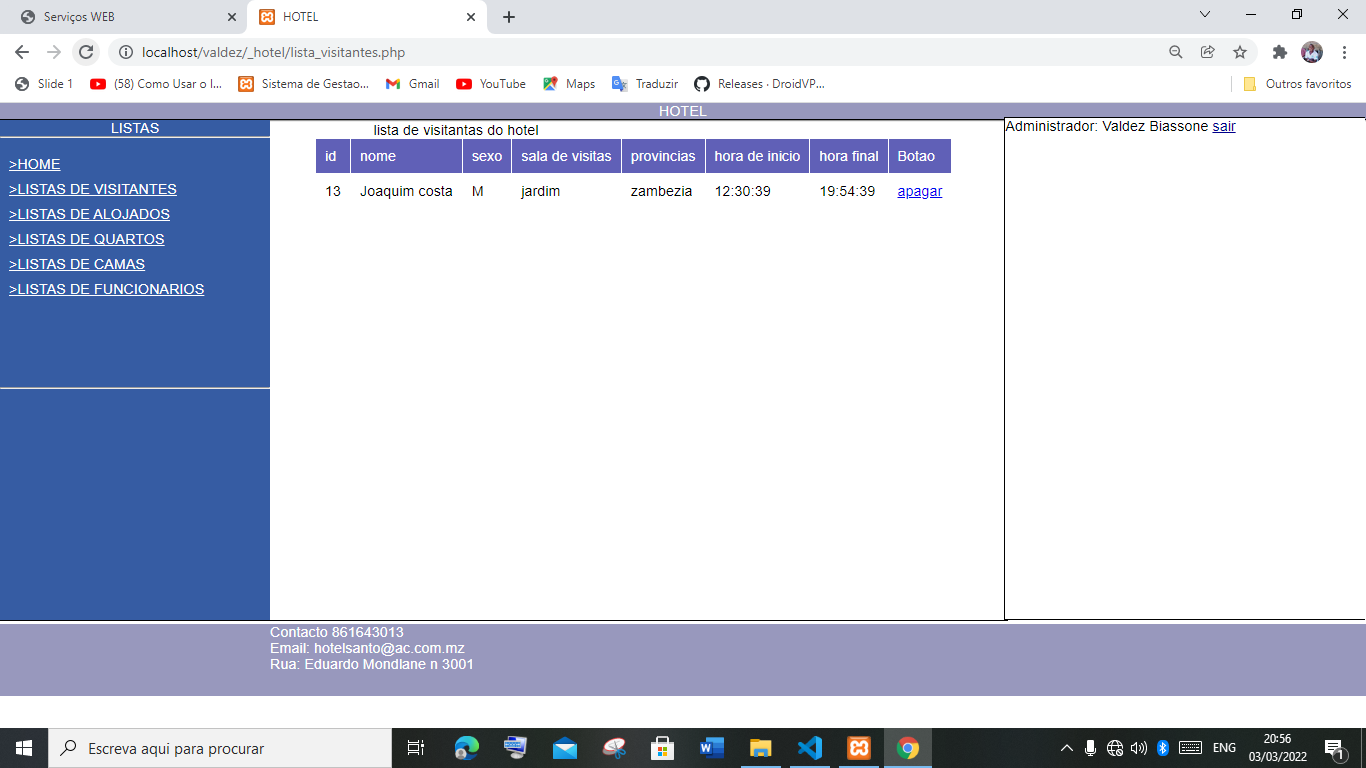 Serviços WEB
HOTEL
localhost/valdez/_hotel/lista_visitantes.php
Slide 1
(58) Como Usar o I...
Sistema de Gestao...
Gmail
YouTube
Maps
Traduzir
Releases · DroidVP...
Outros favoritos
HOTEL
LISTAS
>HOME
>LISTAS DE VISITANTES
>LISTAS DE ALOJADOS
>LISTAS DE QUARTOS
>LISTAS DE CAMAS
>LISTAS DE FUNCIONARIOS
lista de visitantas do hotel
id nome sexo sala de visitas provincias hora de inicio hora final Botao
13 Joaquim costa M jardim zambezia 12:30:39 19:54:39 apagar
Administrador: Valdez Biassone sair
Contacto 861643013
Email: hotelsanto@ac.com.mz
Rua: Eduardo Mondlane n 3001
Escreva aqui para procurar
ENG
20:56
03/03/2022
1